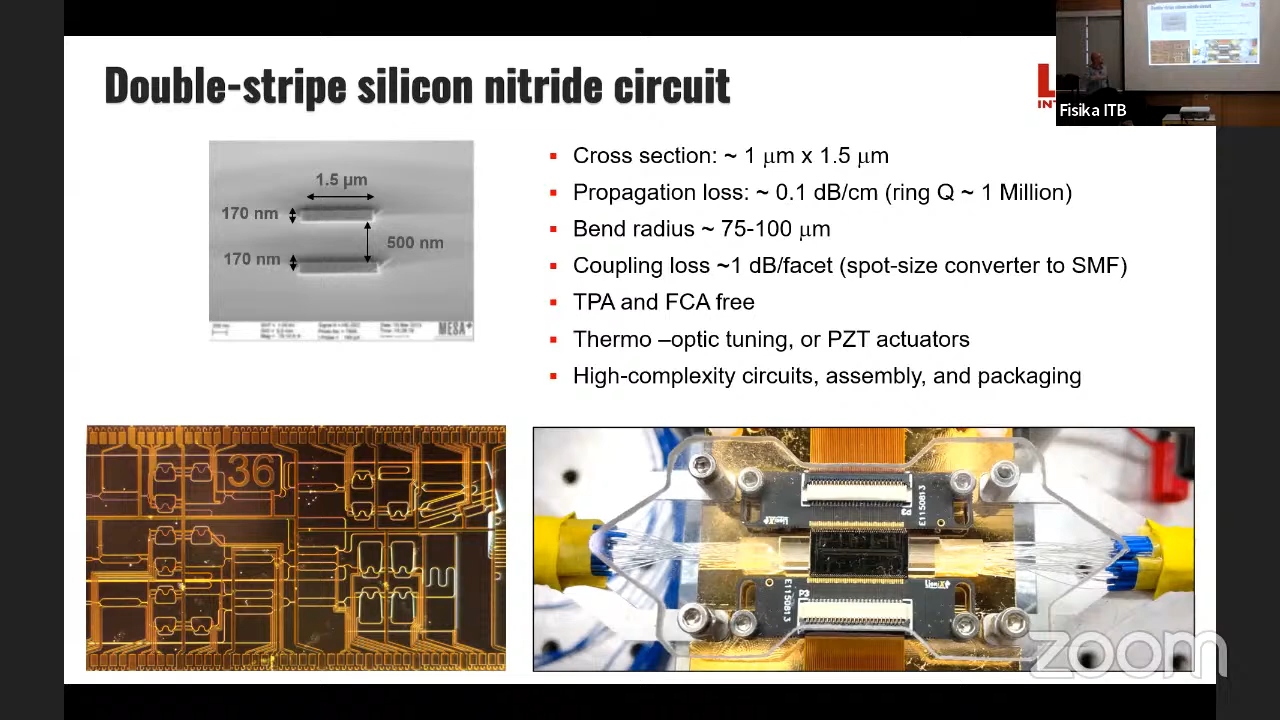 Double-stripe silicon nitride circuit
Fisika ITB
1.5 μm
170 nm
500 nm
170 nm
MESA+
▪ Cross section: ~ 1 μm x 1.5 μm
▪ Propagation loss: ~ 0.1 dB/cm (ring Q ~ 1 Million)
▪ Bend radius ~ 75-100 μm
▪ Coupling loss ~1 dB/facet (spot-size converter to SMF)
▪ TPA and FCA free
▪ Thermo –optic tuning, or PZT actuators
▪ High-complexity circuits, assembly, and packaging
36
E1150813
E1150813
zoom